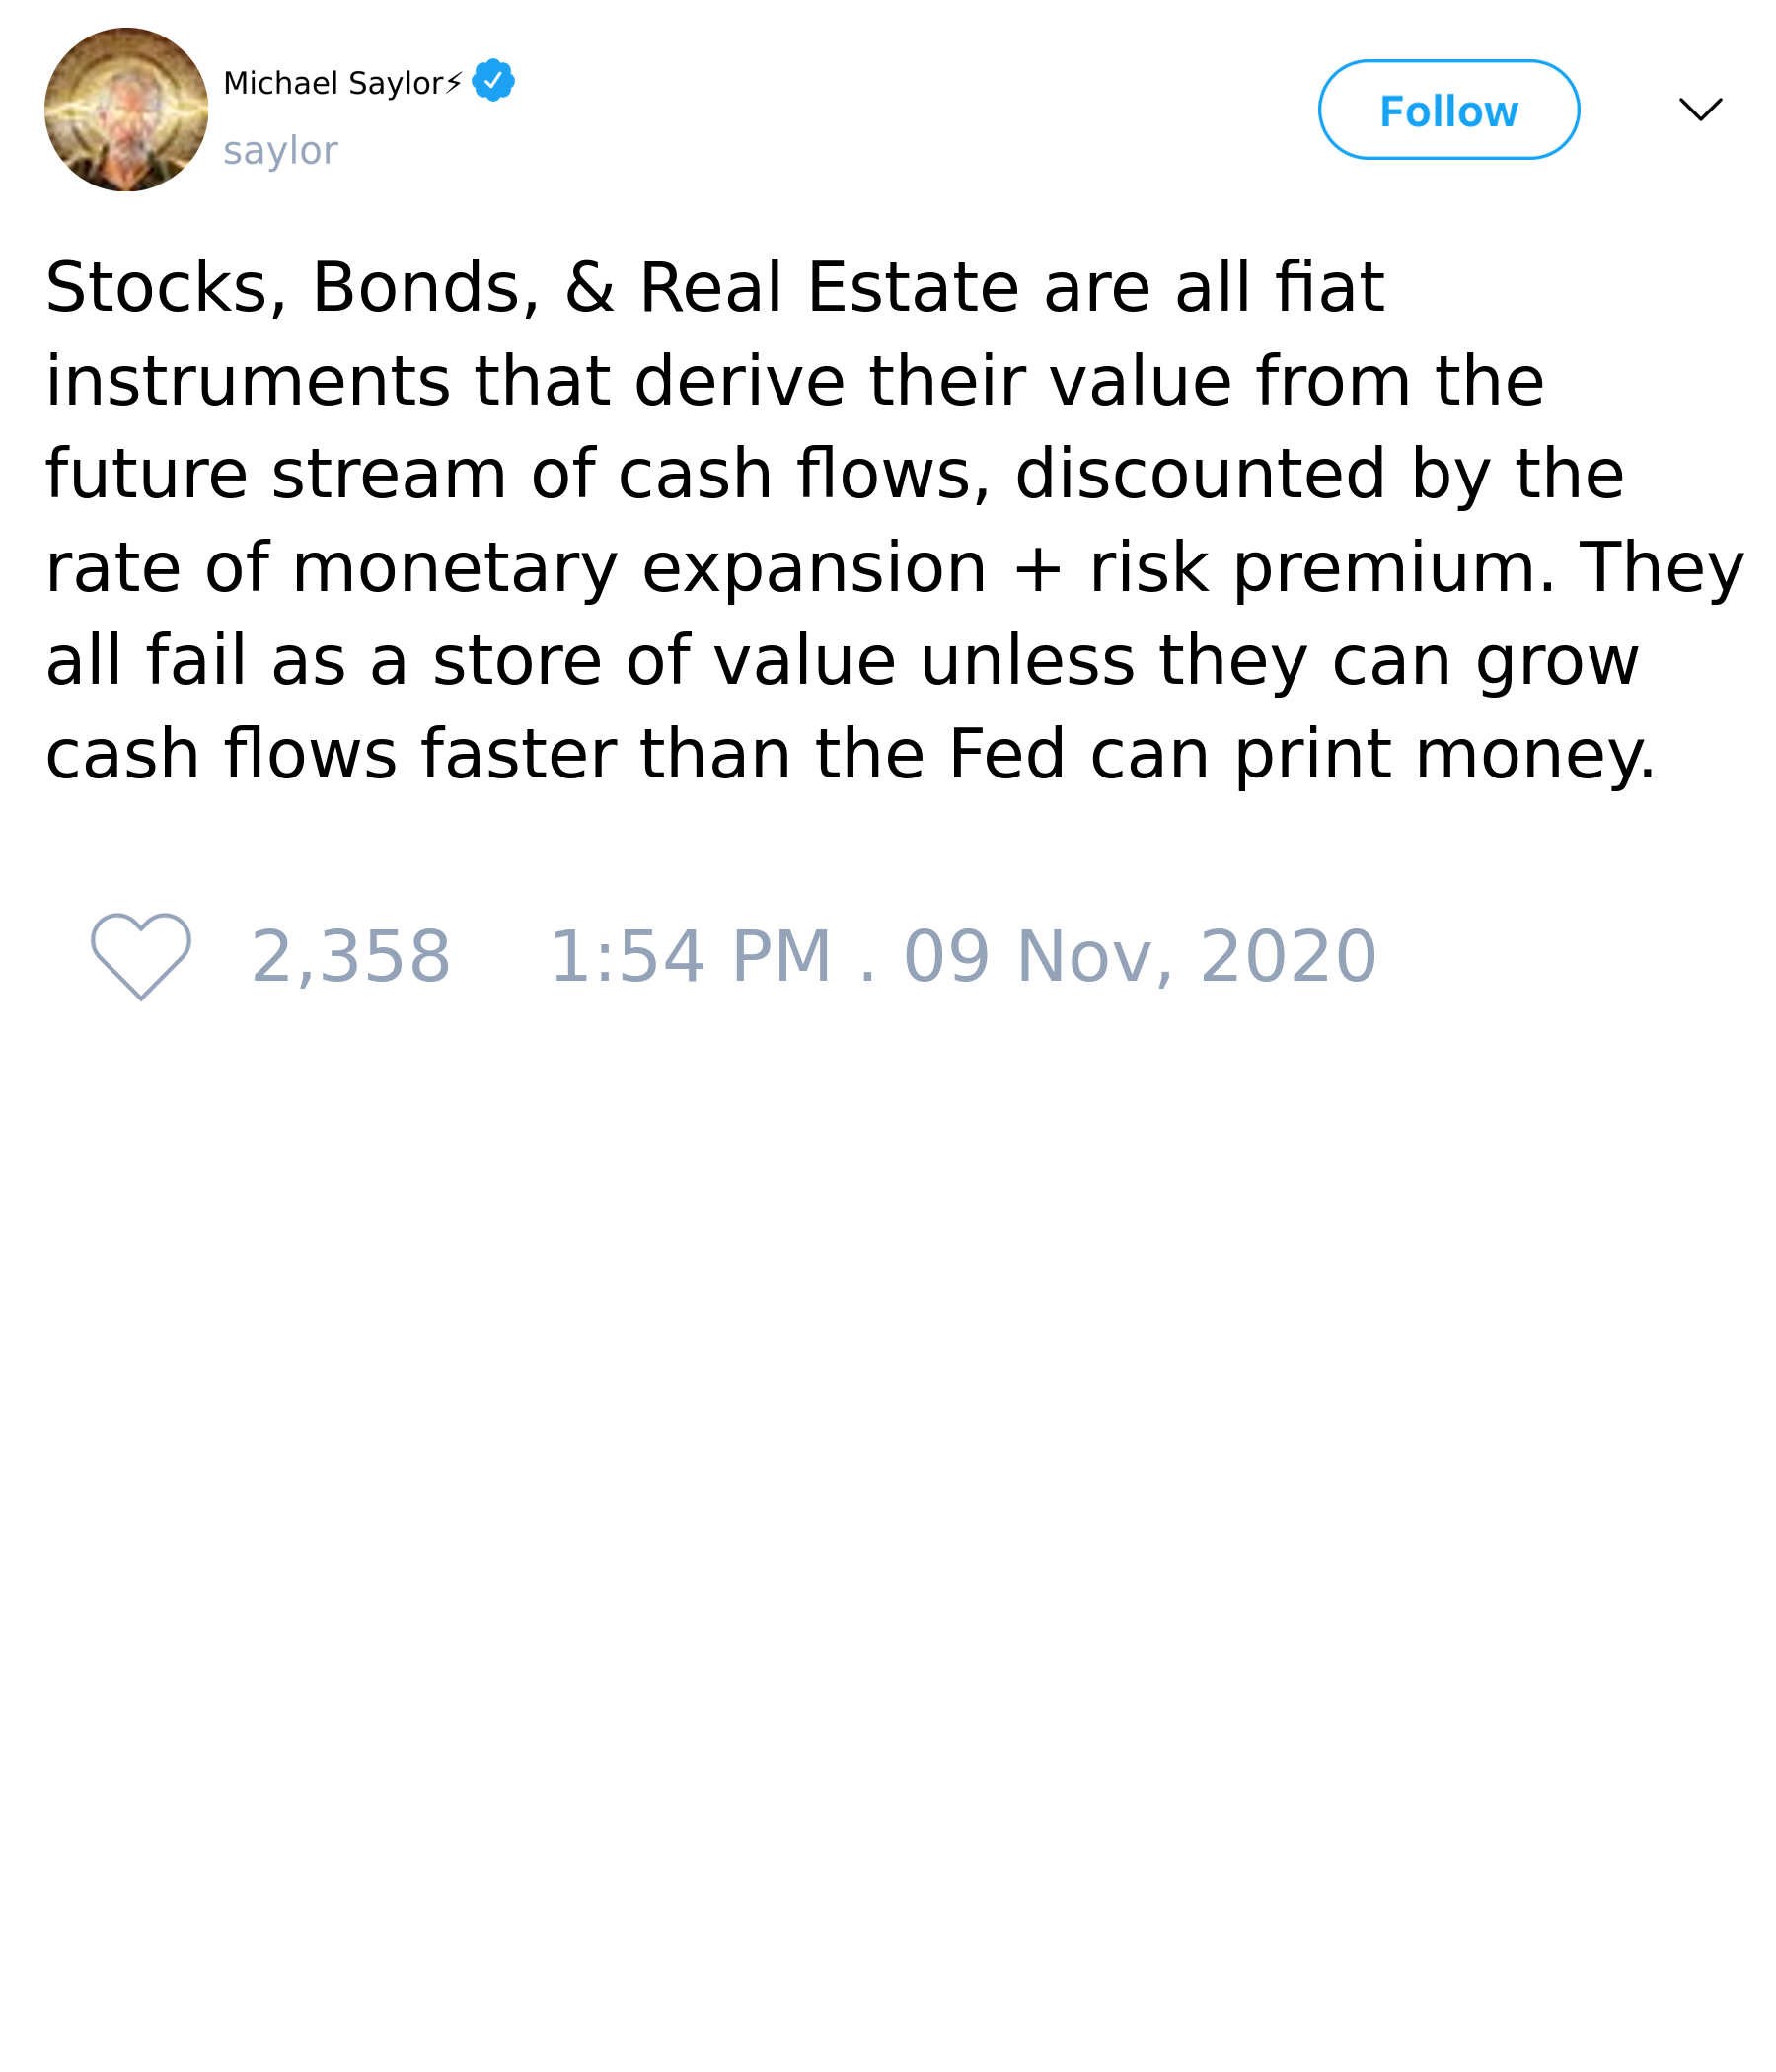 Michael Saylor⚡
saylor
Follow
Stocks, Bonds, & Real Estate are all fiat
instruments that derive their value from the
future stream of cash flows, discounted by the
rate of monetary expansion + risk premium. They
all fail as a store of value unless they can grow
cash flows faster than the Fed can print money.
2,358 1:54 PM . 09 Nov, 2020